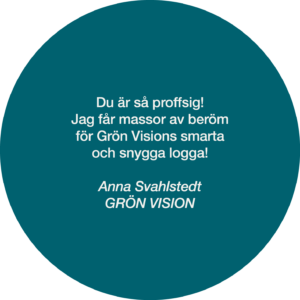 Du är så proffsig!
Jag får massor av beröm
för Grön Visions smarta
och snygga logga!
Anna Svahlstedt
GRÖN VISION